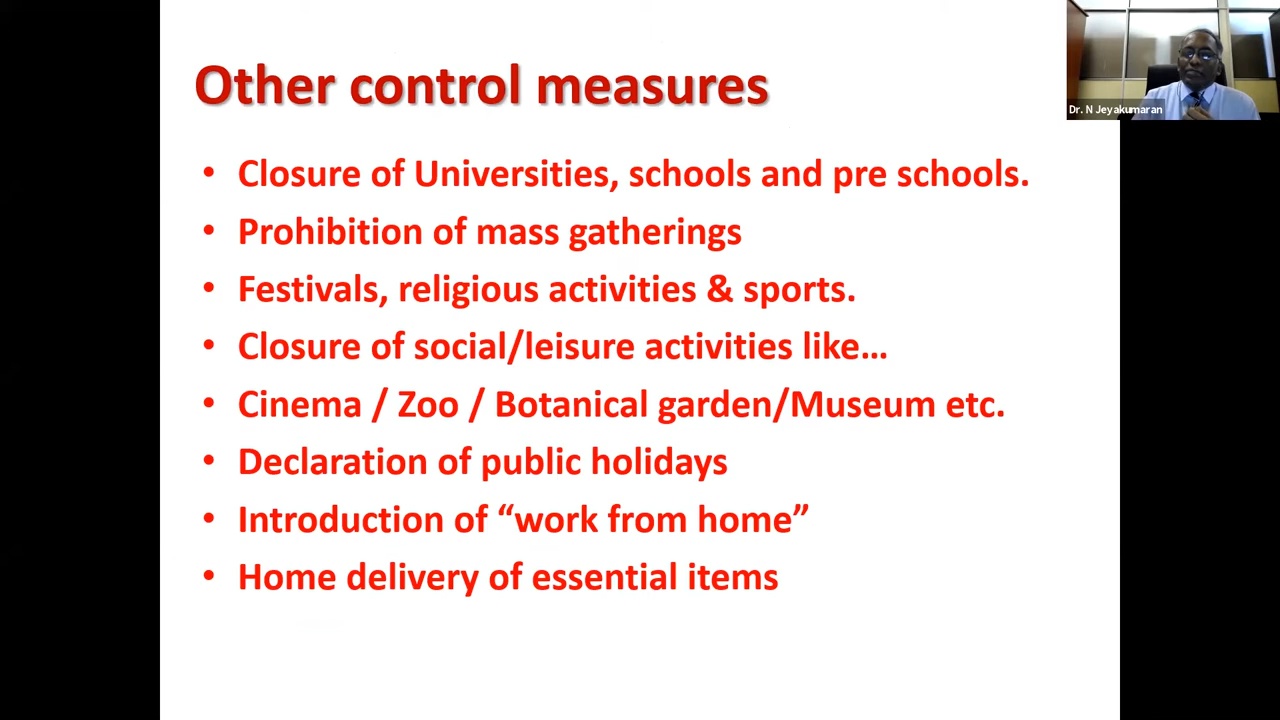 Other control measures
Dr. N Jeyakumaran
• Closure of Universities, schools and pre schools.
• Prohibition of mass gatherings
• Festivals, religious activities & sports.
• Closure of social/leisure activities like…
• Cinema / Zoo / Botanical garden/Museum etc.
• Declaration of public holidays
• Introduction of “work from home”
• Home delivery of essential items